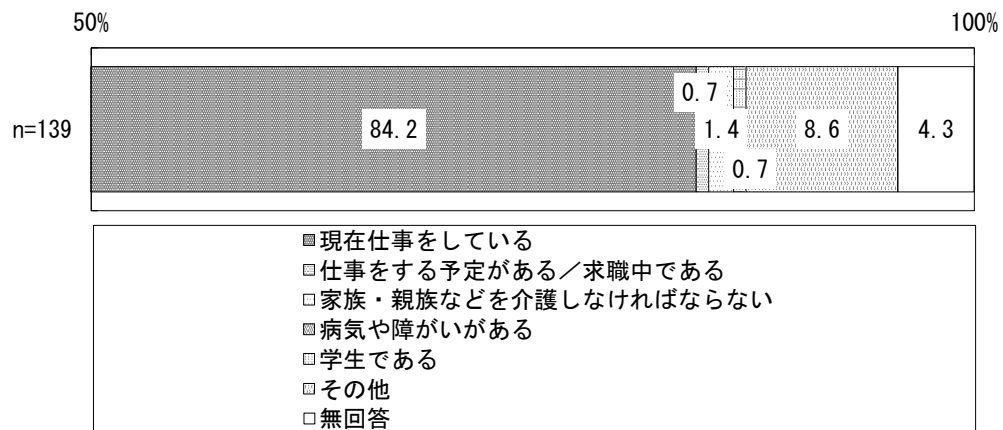 50% 100%
n=139
84.2
0.7
1.4
0.7
8.6
4.3
現在仕事をしている
仕事をする予定がある／求職中である
家族・親族などを介護しなければならない
病気や障がいがある
学生である
その他
無回答